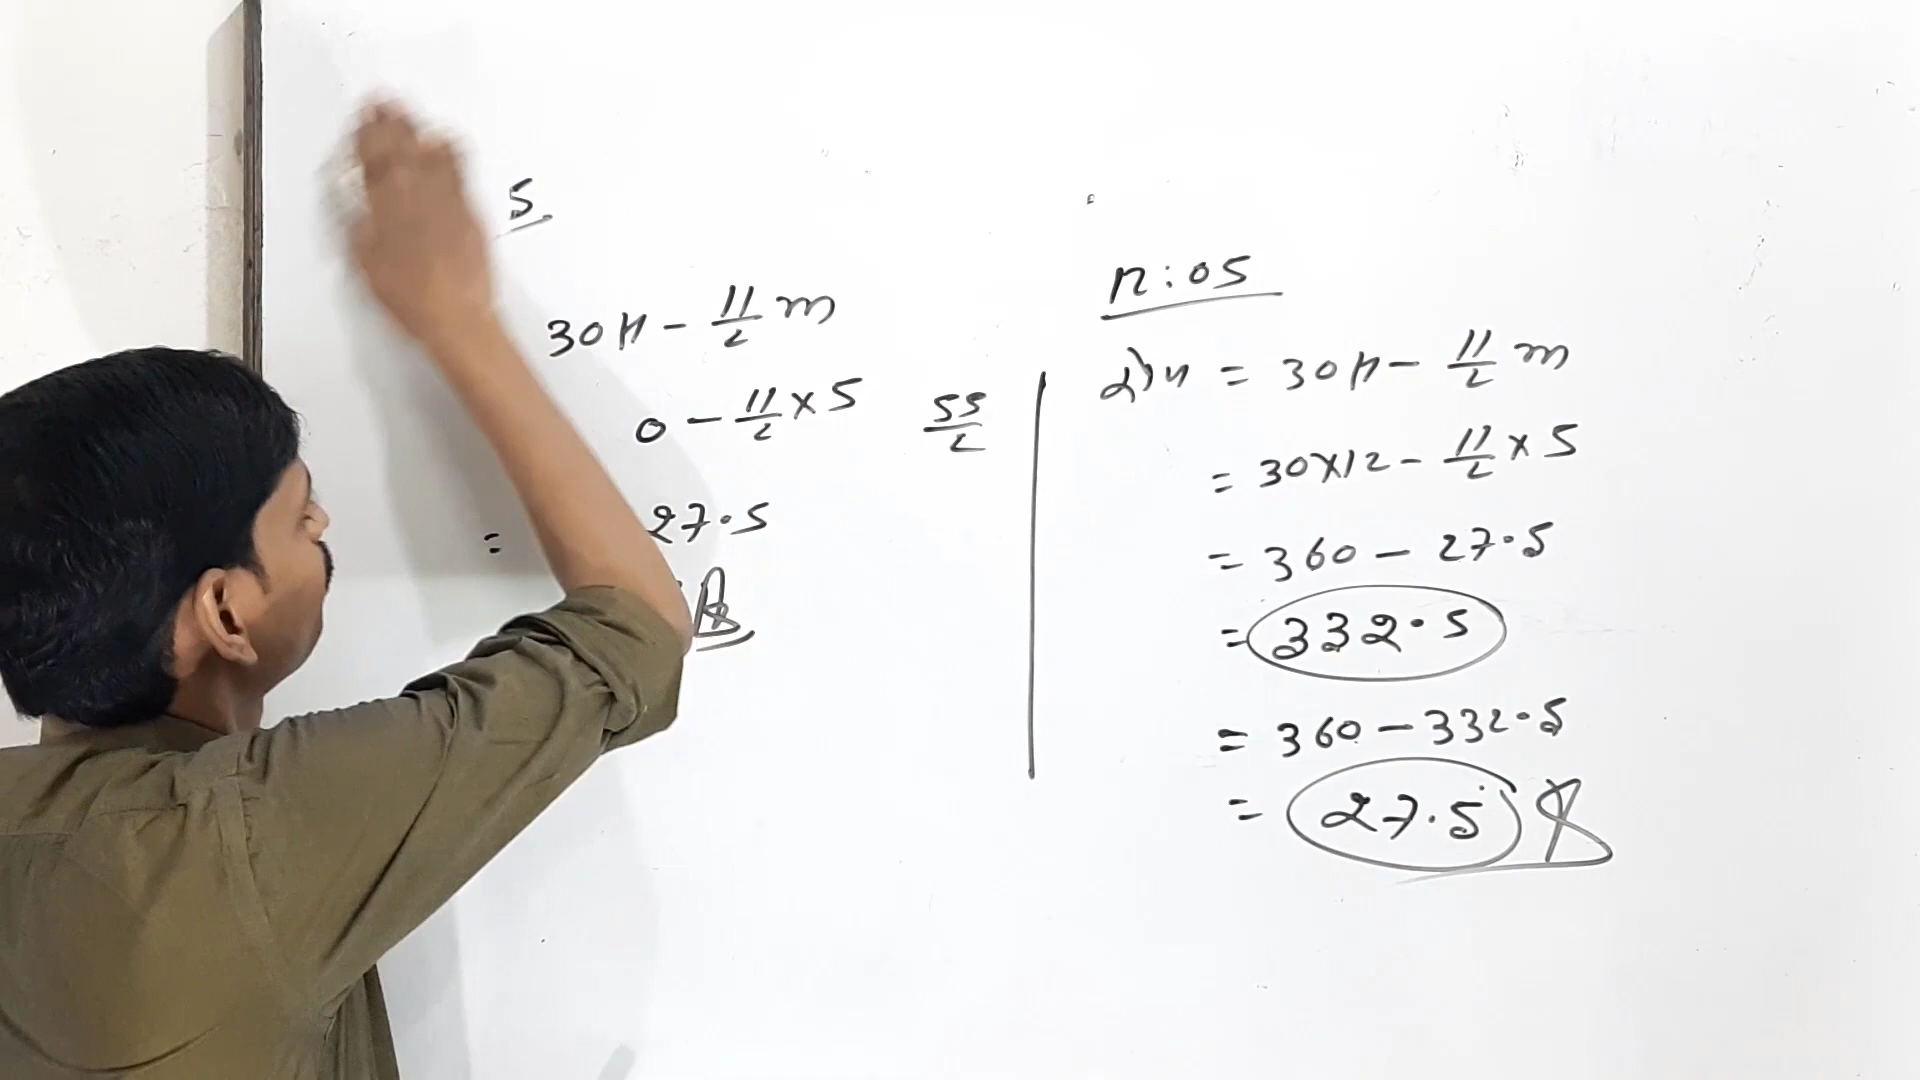 5
30H - 11/2 m
0 - 11/2 × 5 55/2
= 27.5
12:05
= 30H - 11/2 m
= 30×12 - 11/2 × 5
= 360 - 27.5
= 332.5
= 360 - 332.5
= 27.5